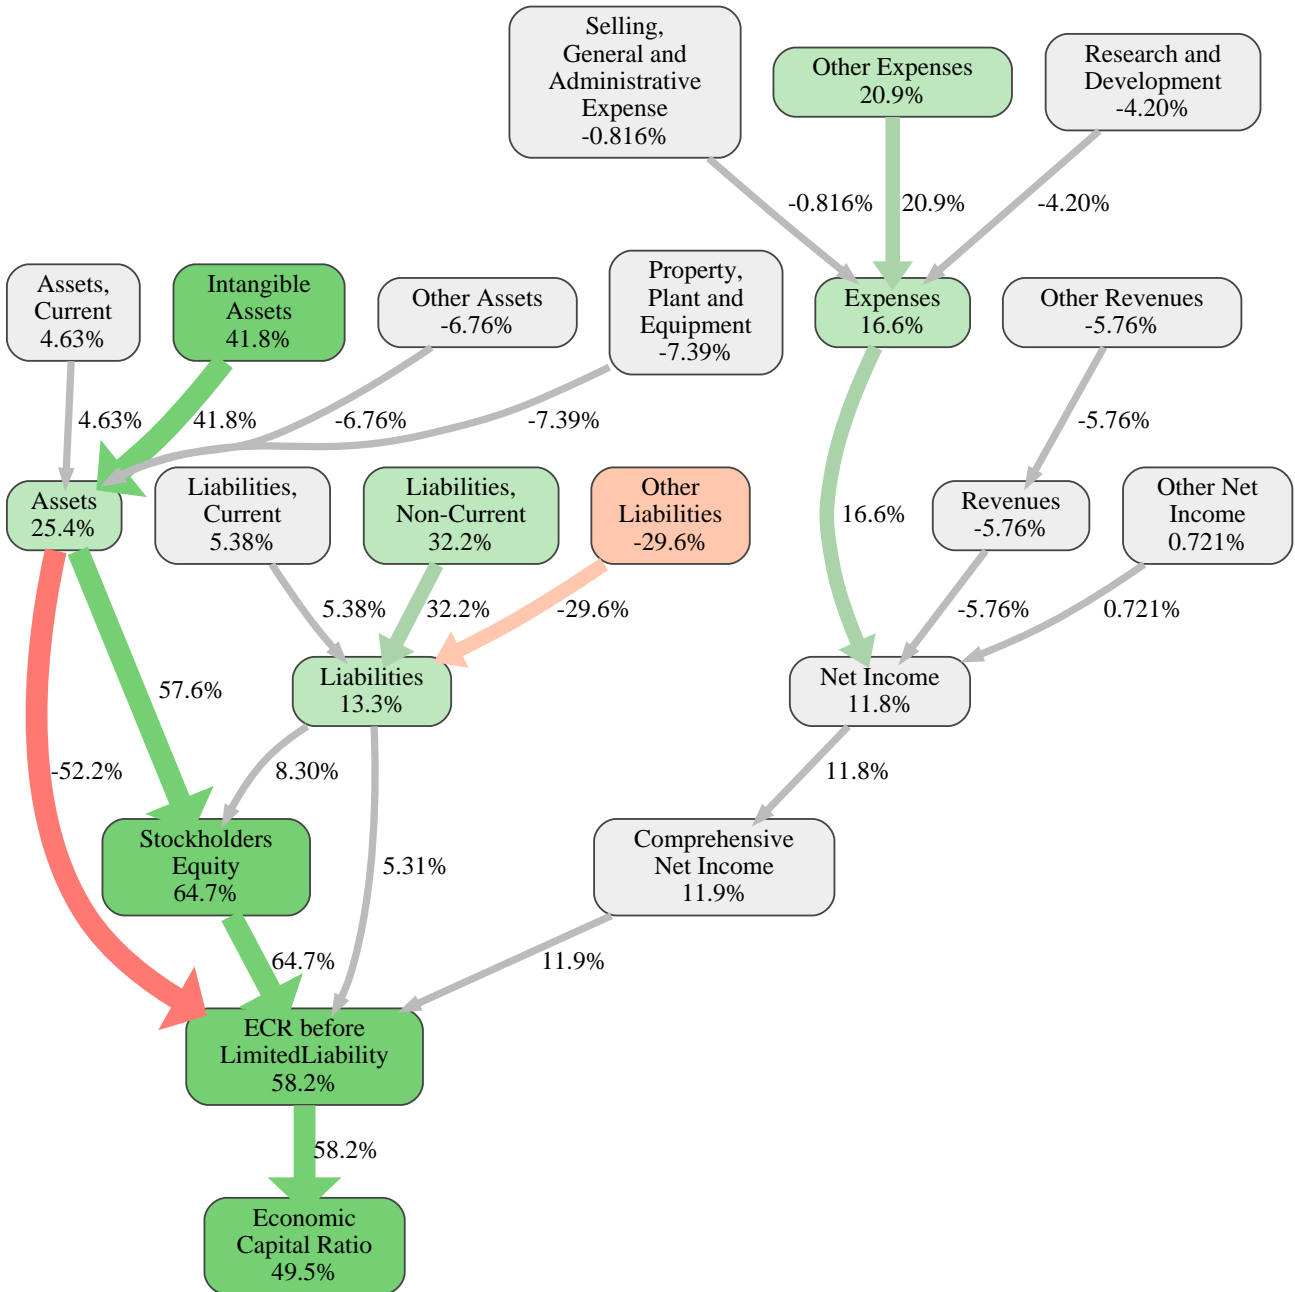 Selling,
General and
Administrative
Expense
-0.816%
Other Expenses
20.9%
Research and
Development
-4.20%
-0.816%
20.9%
-4.20%
Assets,
Current
4.63%
Intangible
Assets
41.8%
Other Assets
-6.76%
Property,
Plant and
Equipment
-7.39%
Expenses
16.6%
Other Revenues
-5.76%
4.63%
41.8%
-6.76%
-7.39%
-5.76%
Assets
25.4%
Liabilities,
Current
5.38%
Liabilities,
Non-Current
32.2%
Other
Liabilities
-29.6%
16.6%
Revenues
-5.76%
Other Net
Income
0.721%
5.38%
32.2%
-29.6%
-5.76%
0.721%
57.6%
Liabilities
13.3%
Net Income
11.8%
-52.2%
8.30%
11.8%
Stockholders
Equity
64.7%
5.31%
Comprehensive
Net Income
11.9%
64.7%
11.9%
ECR before
LimitedLiability
58.2%
58.2%
Economic
Capital Ratio
49.5%